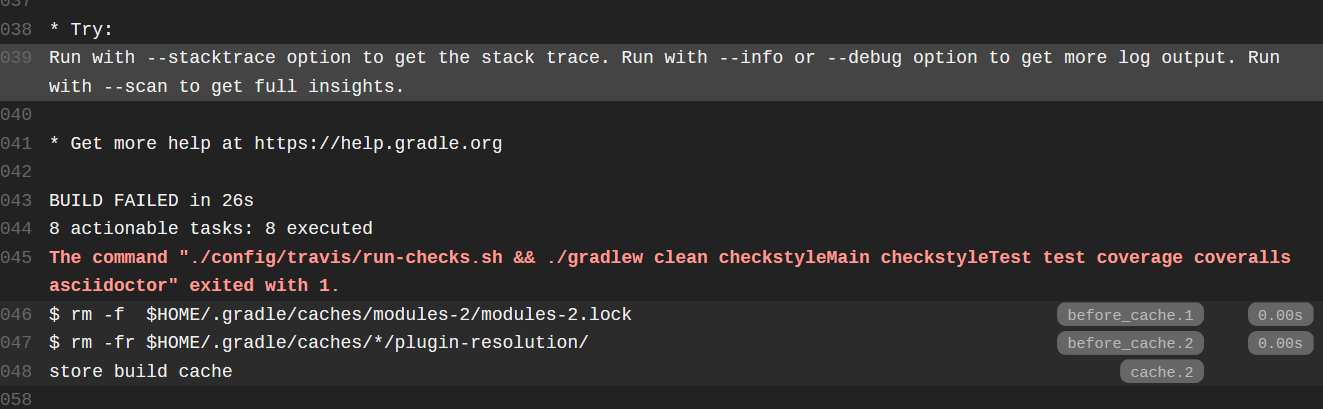 037
038 * Try:
039 Run with --stacktrace option to get the stack trace. Run with --info or --debug option to get more log output. Run
with --scan to get full insights.
040
041 * Get more help at https://help.gradle.org
042
043 BUILD FAILED in 26s
044 8 actionable tasks: 8 executed
045 The command "./config/travis/run-checks.sh && ./gradlew clean checkstyleMain checkstyleTest test coverage coveralls
asciidoctor" exited with 1.
046 $ rm -f  $HOME/.gradle/caches/modules-2/modules-2.lock before_cache.1 0.00s
047 $ rm -fr $HOME/.gradle/caches/*/plugin-resolution/ before_cache.2 0.00s
048 store build cache cache.2
058